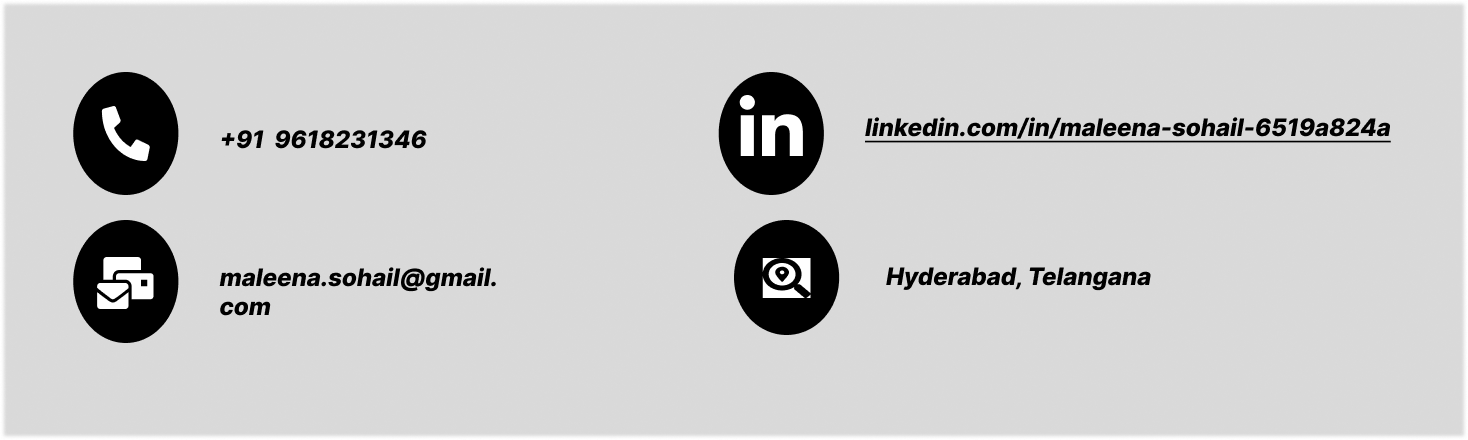 +91 9618231346
linkedin.com/in/maleena-sohail-6519a824a
maleena.sohail@gmail.
com
Hyderabad, Telangana